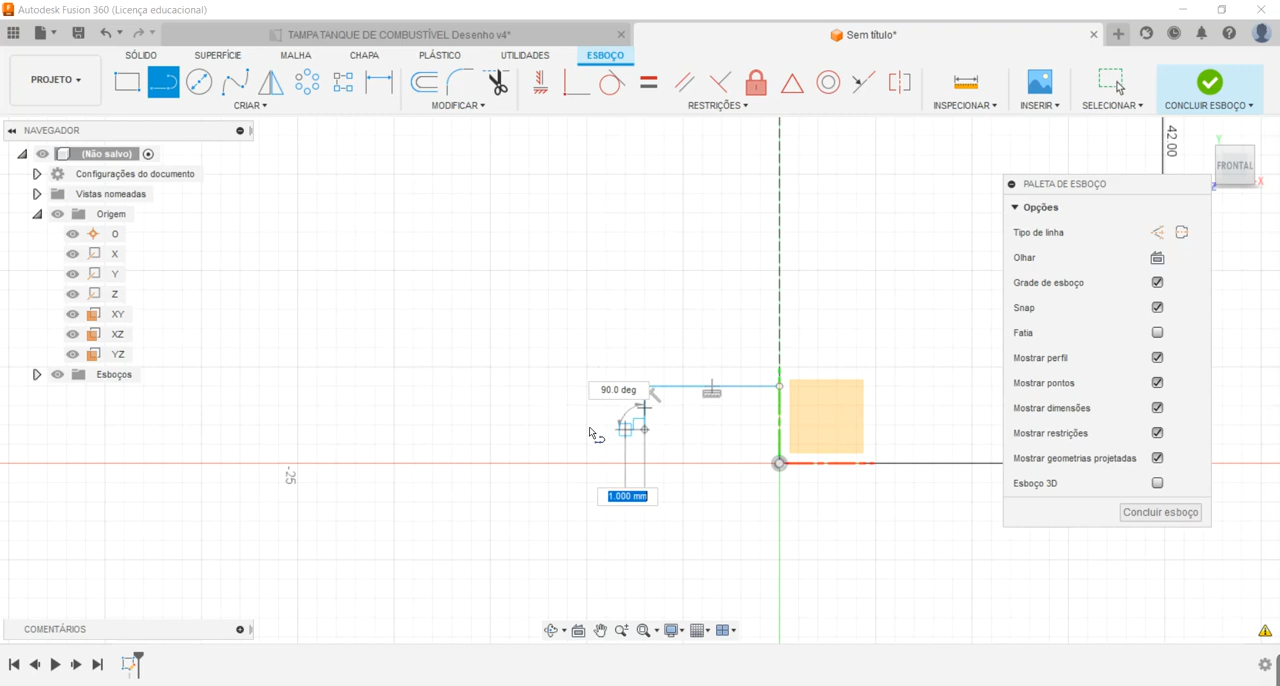 Autodesk Fusion 360 (Licença educacional)
TAMPA TANQUE DE COMBUSTÍVEL Desenho v4*
Sem título*
PROJETO
SÓLIDO
SUPERFÍCIE
MALHA
CHAPA
PLÁSTICO
UTILIDADES
ESBOÇO
CRIAR
MODIFICAR
RESTRIÇÕES
INSPECIONAR
INSERIR
SELECIONAR
CONCLUIR ESBOÇO
NAVEGADOR
(Não salvo)
Configurações do documento
Vistas nomeadas
Origem
O
X
Y
Z
XY
XZ
YZ
Esboços
42.00
Y
FRONTAL
X
Z
PALETA DE ESBOÇO
Opções
Tipo de linha
Olhar
Grade de esboço
Snap
Fatia
Mostrar perfil
Mostrar pontos
Mostrar dimensões
Mostrar restrições
Mostrar geometrias projetadas
Esboço 3D
Concluir esboço
90.0 deg
-25
1.000 mm
COMENTÁRIOS